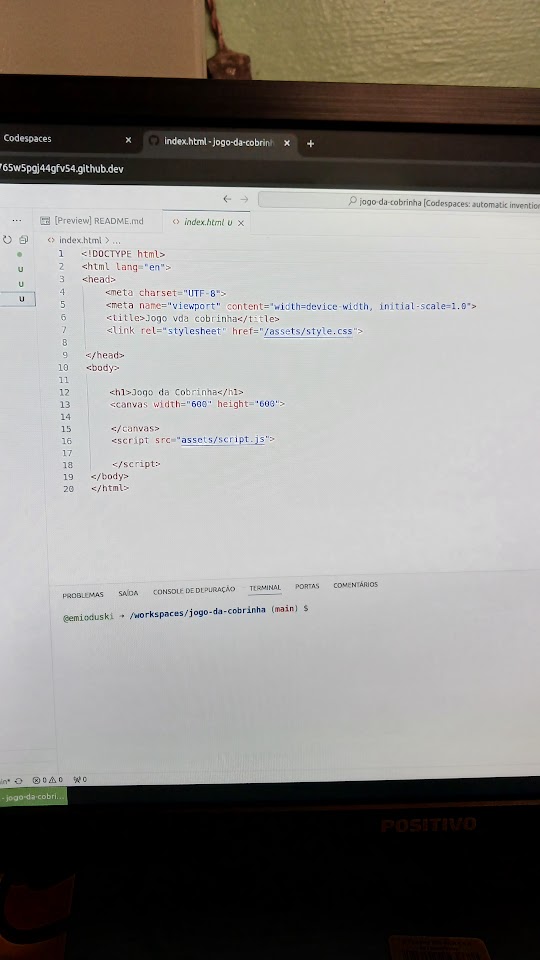 Codespaces × index.html - jogo-da-cobrinh × +
765w5pgj44gfv54.github.dev
← → jogo-da-cobrinha [Codespaces: automatic invention
... [Preview] README.md <> index.html U ×
<> index.html > ...
1 <!DOCTYPE html>
2 <html lang="en">
U
3 <head>
U
4 <meta charset="UTF-8">
U
5 <meta name="viewport" content="width=device-width, initial-scale=1.0">
6 <title>Jogo vda cobrinha</title>
7 <link rel="stylesheet" href="/assets/style.css">
8
9 </head>
10 <body>
11
12 <h1>Jogo da Cobrinha</h1>
13 <canvas width="600" height="600">
14
15 </canvas>
16 <script src="assets/script.js">
17
18 </script>
19 </body>
20 </html>
PROBLEMAS SAÍDA CONSOLE DE DEPURAÇÃO TERMINAL PORTAS COMENTÁRIOS
@emioduski → /workspaces/jogo-da-cobrinha (main) $
in* 0 0 0
- jogo-da-cobri...
POSITIVO